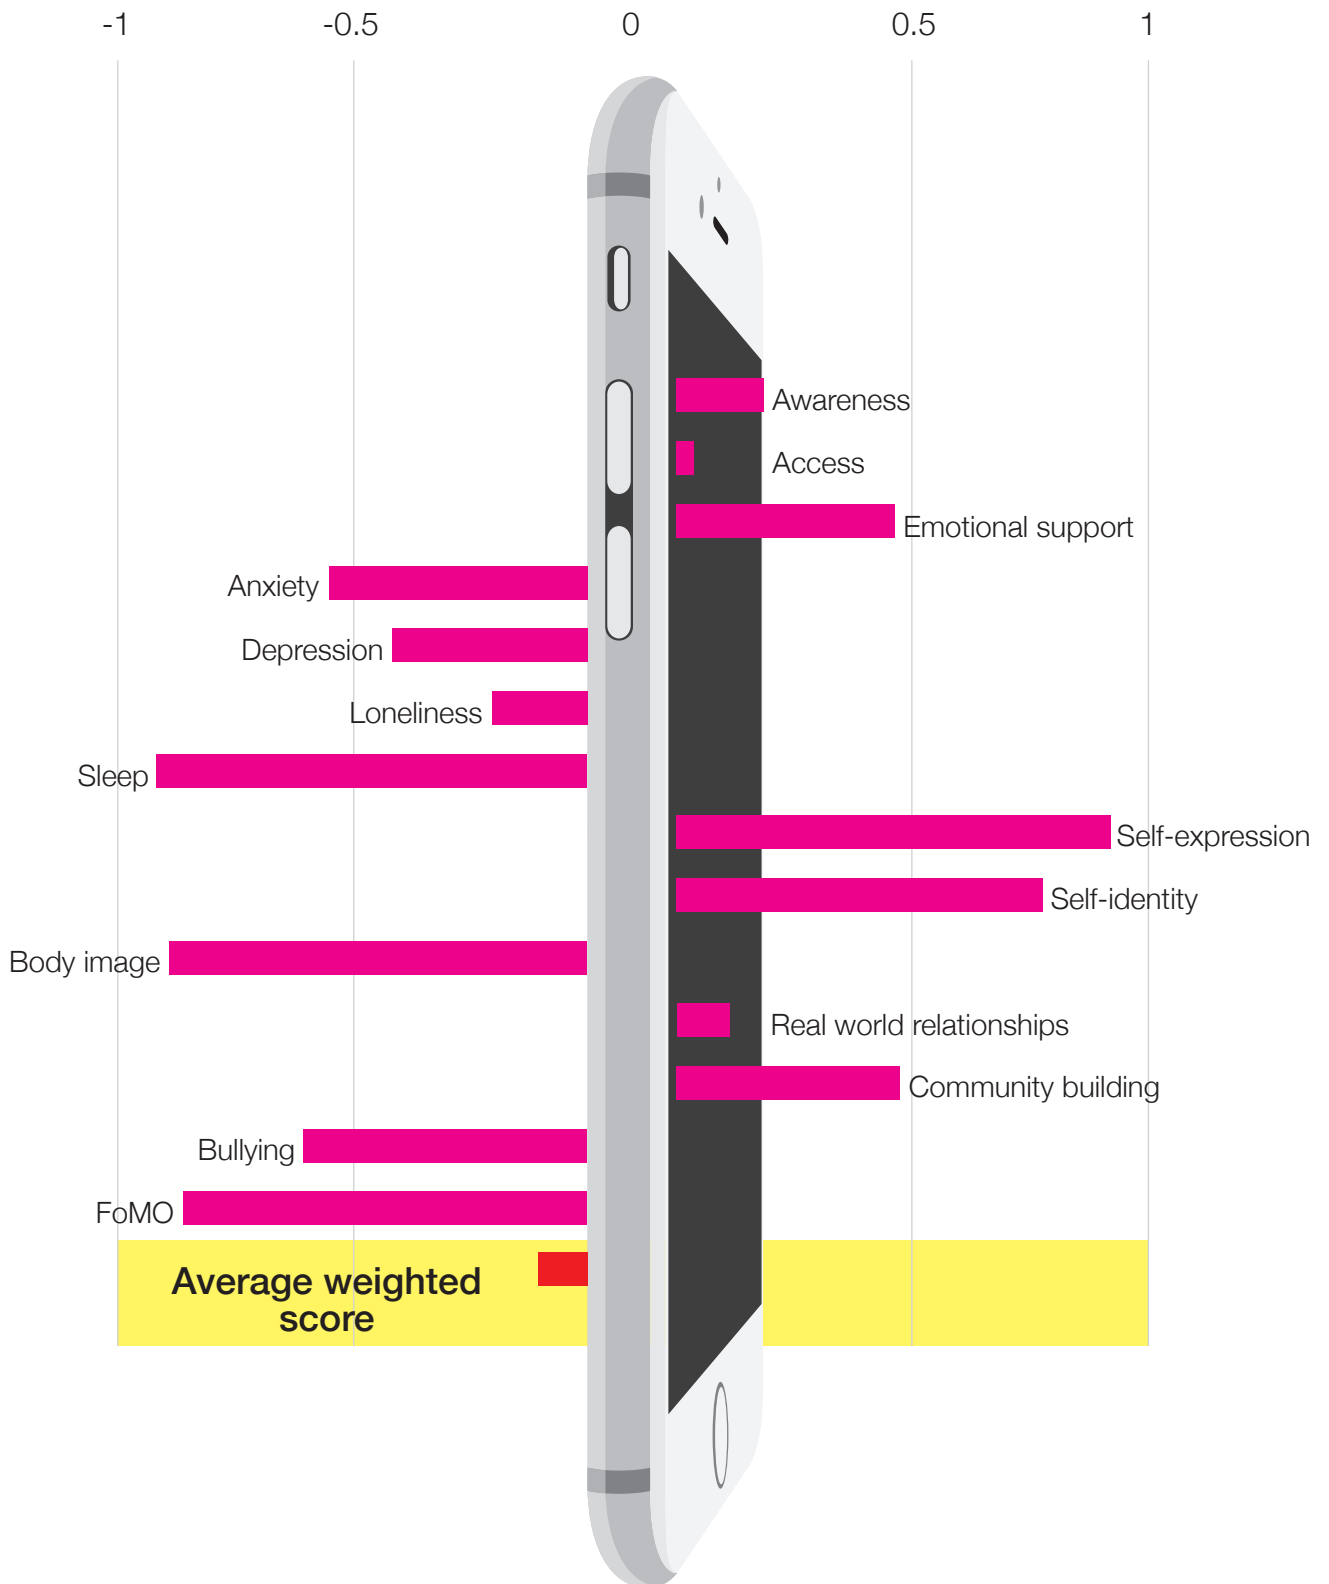 -1 -0.5 0 0.5 1
Awareness
Access
Emotional support
Anxiety
Depression
Loneliness
Sleep
Self-expression
Self-identity
Body image
Real world relationships
Community building
Bullying
FoMO
Average weighted
score